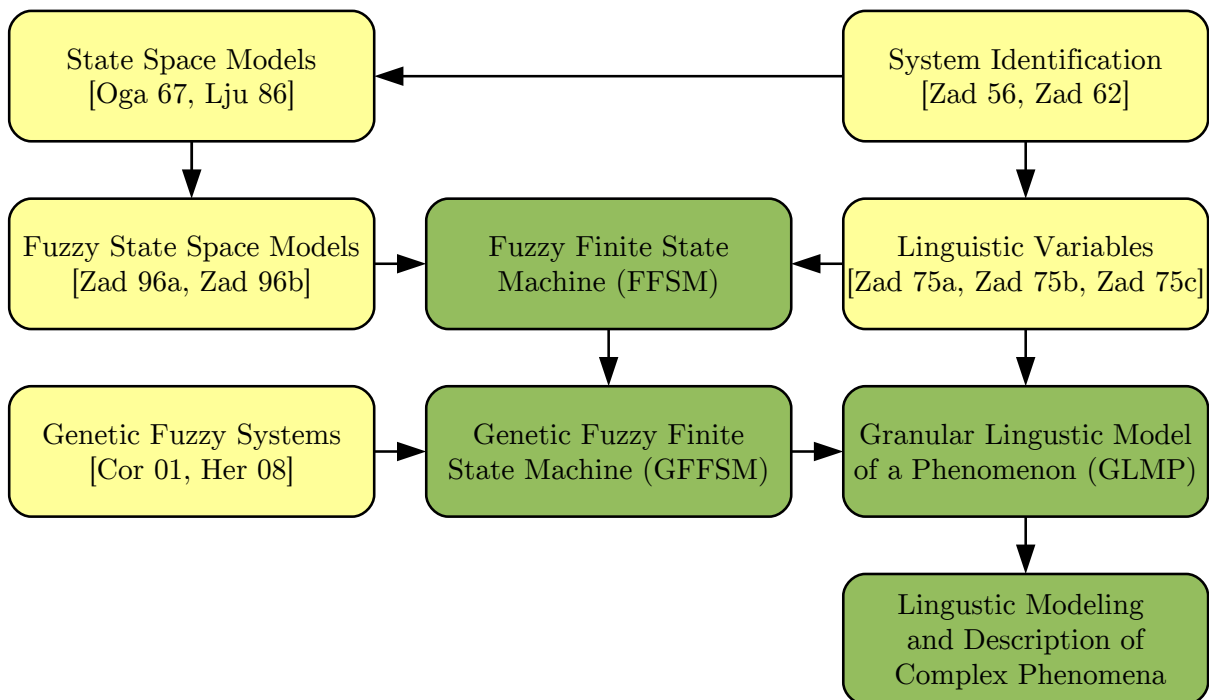 State Space Models
[Oga 67, Lju 86]
System Identification
[Zad 56, Zad 62]
Fuzzy State Space Models
[Zad 96a, Zad 96b]
Fuzzy Finite State
Machine (FFSM)
Linguistic Variables
[Zad 75a, Zad 75b, Zad 75c]
Genetic Fuzzy Systems
[Cor 01, Her 08]
Genetic Fuzzy Finite
State Machine (GFFSM)
Granular Lingustic Model
of a Phenomenon (GLMP)
Lingustic Modeling
and Description of
Complex Phenomena